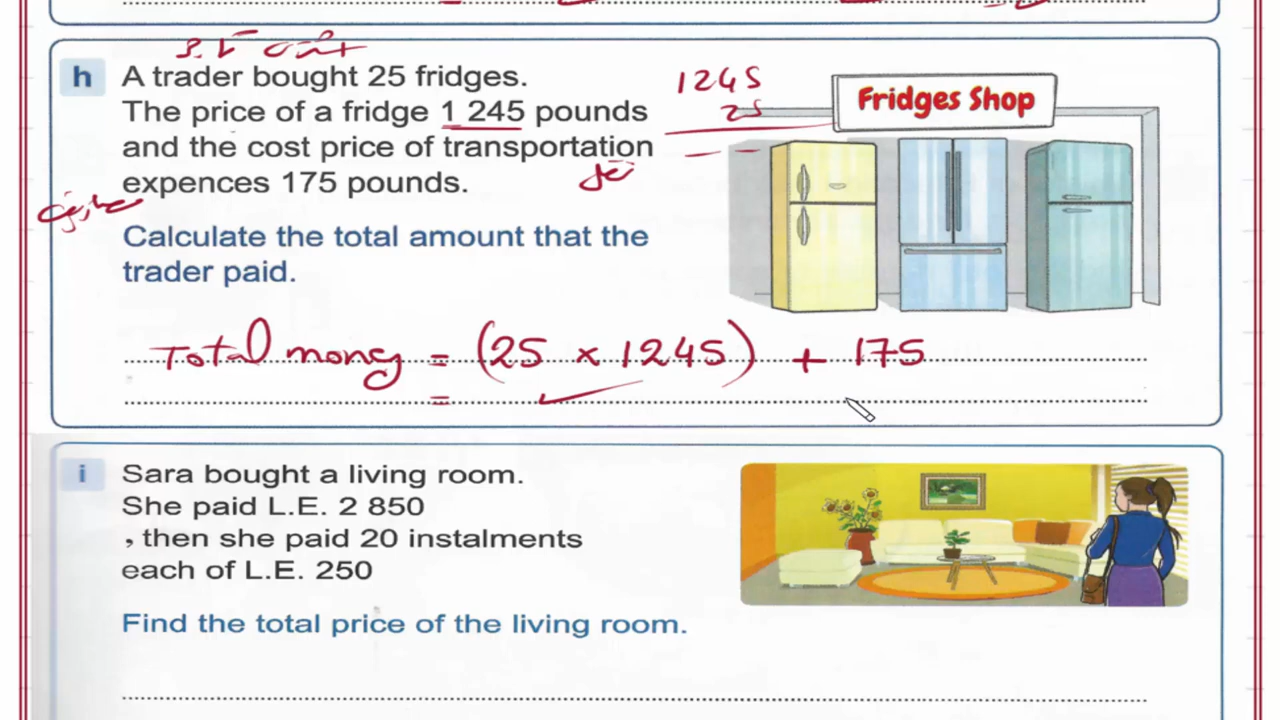 h
A trader bought 25 fridges.
The price of a fridge 1 245 pounds
and the cost price of transportation
expences 175 pounds.
1245
25
Fridges Shop
Calculate the total amount that the
trader paid.
Total money = (25 × 1245) + 175
=
i
Sara bought a living room.
She paid L.E. 2 850
, then she paid 20 instalments
each of L.E. 250
Find the total price of the living room.